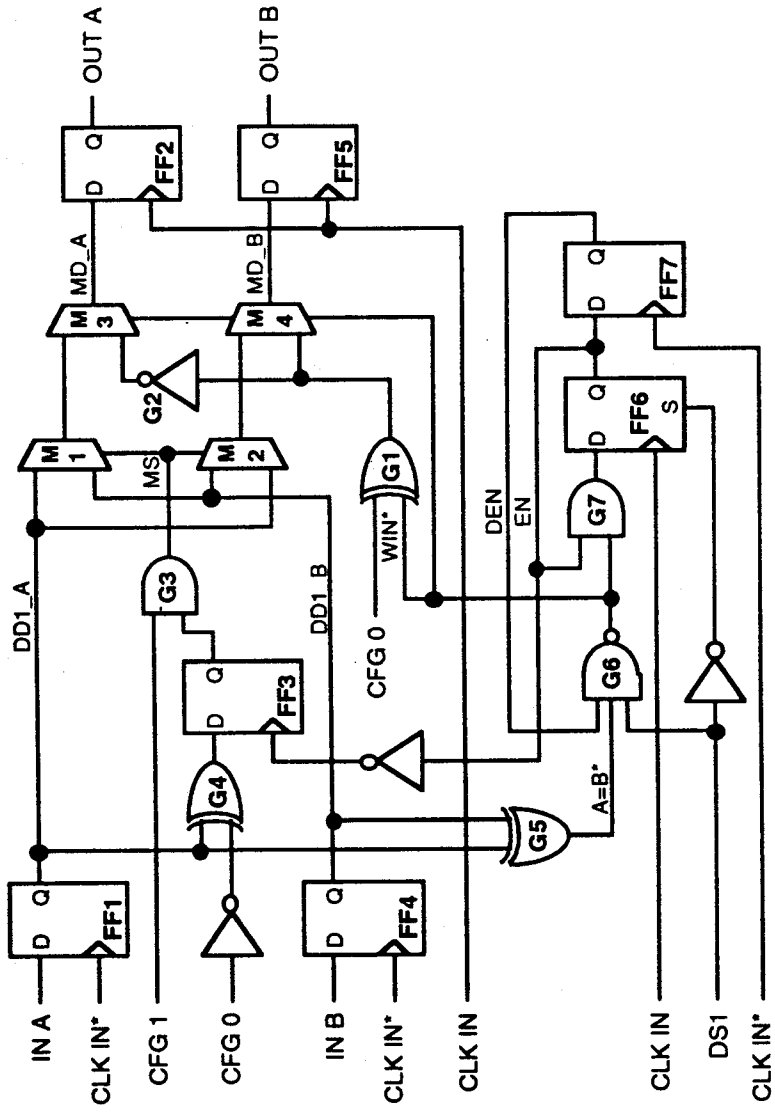 IN A
CLK IN*
CFG 1
CFG 0
IN B
CLK IN*
CLK IN
CLK IN
DS1
CLK IN*
D
Q
FF1
DD1_A
G4
D
Q
FF3
G3
MS
M
1
M
2
G2
M
3
M
4
MD_A
MD_B
D
Q
FF2
OUT A
D
Q
FF5
OUT B
D
Q
FF4
DD1_B
CFG 0
WIN*
G1
G5
A=B*
G6
G7
DEN
EN
D
Q
FF6
S
D
Q
FF7